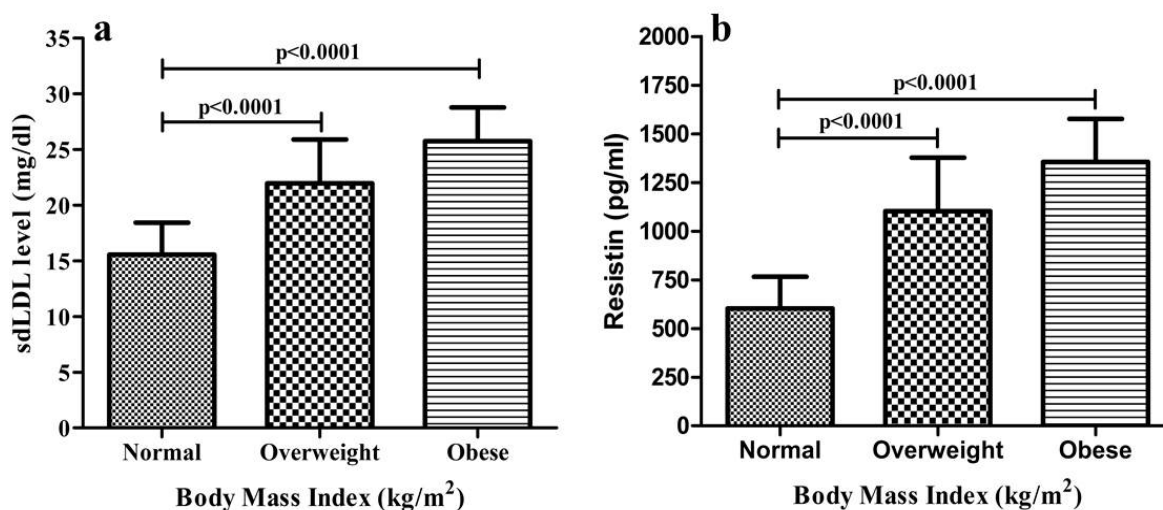 a
35
30
25
20
15
10
5
0
sdLDL level (mg/dl)
p<0.0001
p<0.0001
Normal Overweight Obese
Body Mass Index (kg/m²)
b
2000
1750
1500
1250
1000
750
500
250
0
Resistin (pg/ml)
p<0.0001
p<0.0001
Normal Overweight Obese
Body Mass Index (kg/m²)